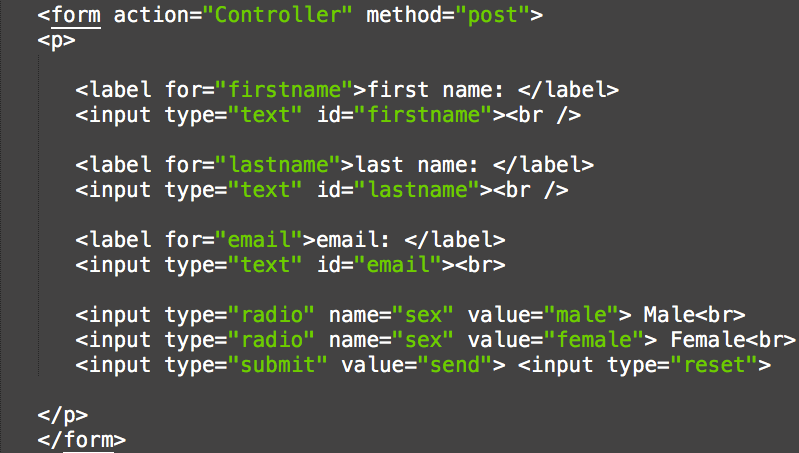 <form action="Controller" method="post">
<p>
<label for="firstname">first name: </label>
<input type="text" id="firstname"><br />
<label for="lastname">last name: </label>
<input type="text" id="lastname"><br />
<label for="email">email: </label>
<input type="text" id="email"><br>
<input type="radio" name="sex" value="male"> Male<br>
<input type="radio" name="sex" value="female"> Female<br>
<input type="submit" value="send"> <input type="reset">
</p>
</form>